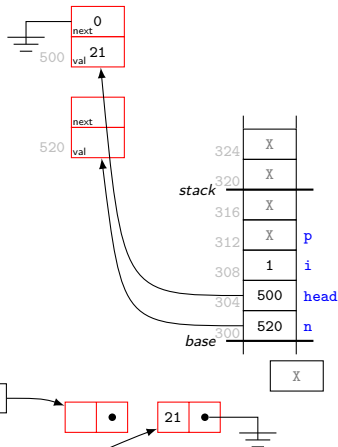 0
next
500
21
val
next
520
val
324
X
320
X
stack
316
X
312
X
p
308
1
i
304
500
head
300
520
n
base
X
21